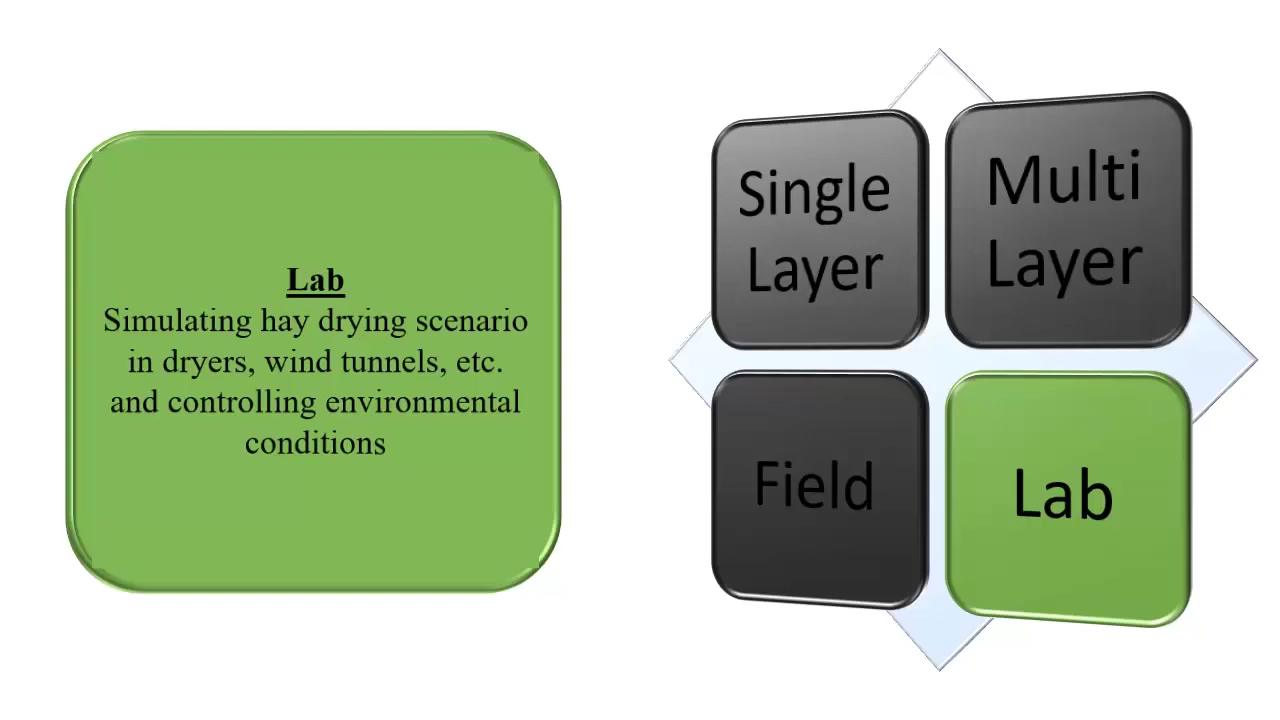 Lab
Simulating hay drying scenario
in dryers, wind tunnels, etc.
and controlling environmental
conditions
Single
Layer
Multi
Layer
Field
Lab